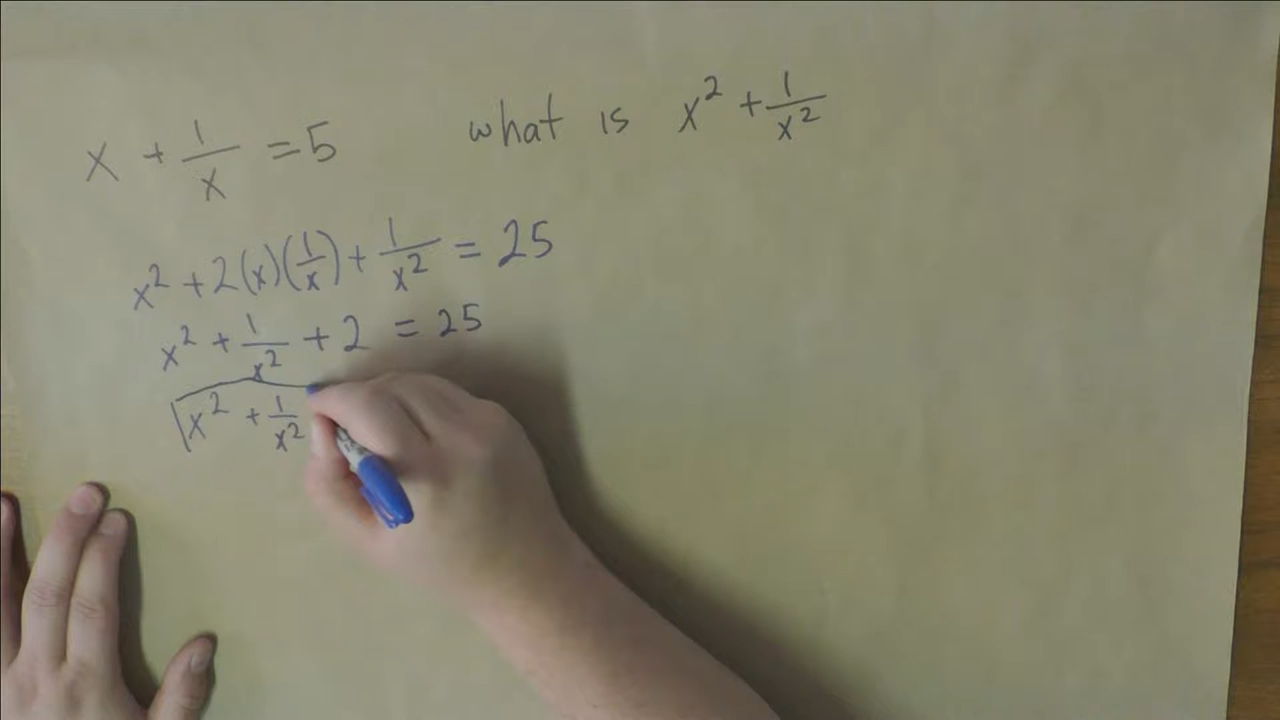 x + 1/x = 5 what is x² + 1/x²
x² + 2(x)(1/x) + 1/x² = 25
x² + 1/x² + 2 = 25
x² + 1/x²